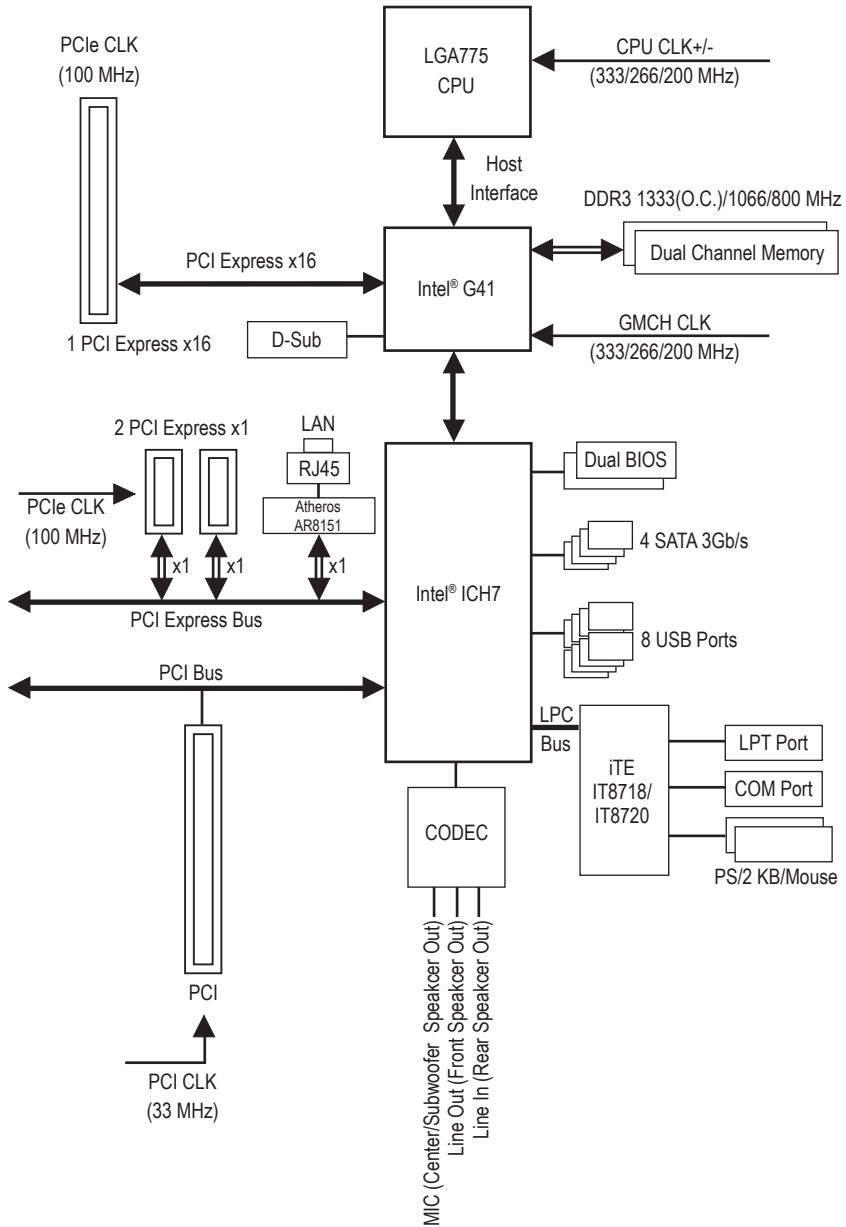 PCIe CLK
(100 MHz)
LGA775
CPU
CPU CLK+/-
(333/266/200 MHz)
Host
Interface
DDR3 1333(O.C.)/1066/800 MHz
Dual Channel Memory
PCI Express x16
Intel® G41
1 PCI Express x16
D-Sub
GMCH CLK
(333/266/200 MHz)
2 PCI Express x1
LAN
RJ45
Atheros
AR8151
PCIe CLK
(100 MHz)
x1
x1
x1
PCI Express Bus
Intel® ICH7
Dual BIOS
4 SATA 3Gb/s
8 USB Ports
PCI Bus
LPC
Bus
iTE
IT8718/
IT8720
LPT Port
COM Port
PS/2 KB/Mouse
CODEC
MIC (Center/Subwoofer Speakcer Out)
Line Out (Front Speakcer Out)
Line In (Rear Speakcer Out)
PCI
PCI CLK
(33 MHz)